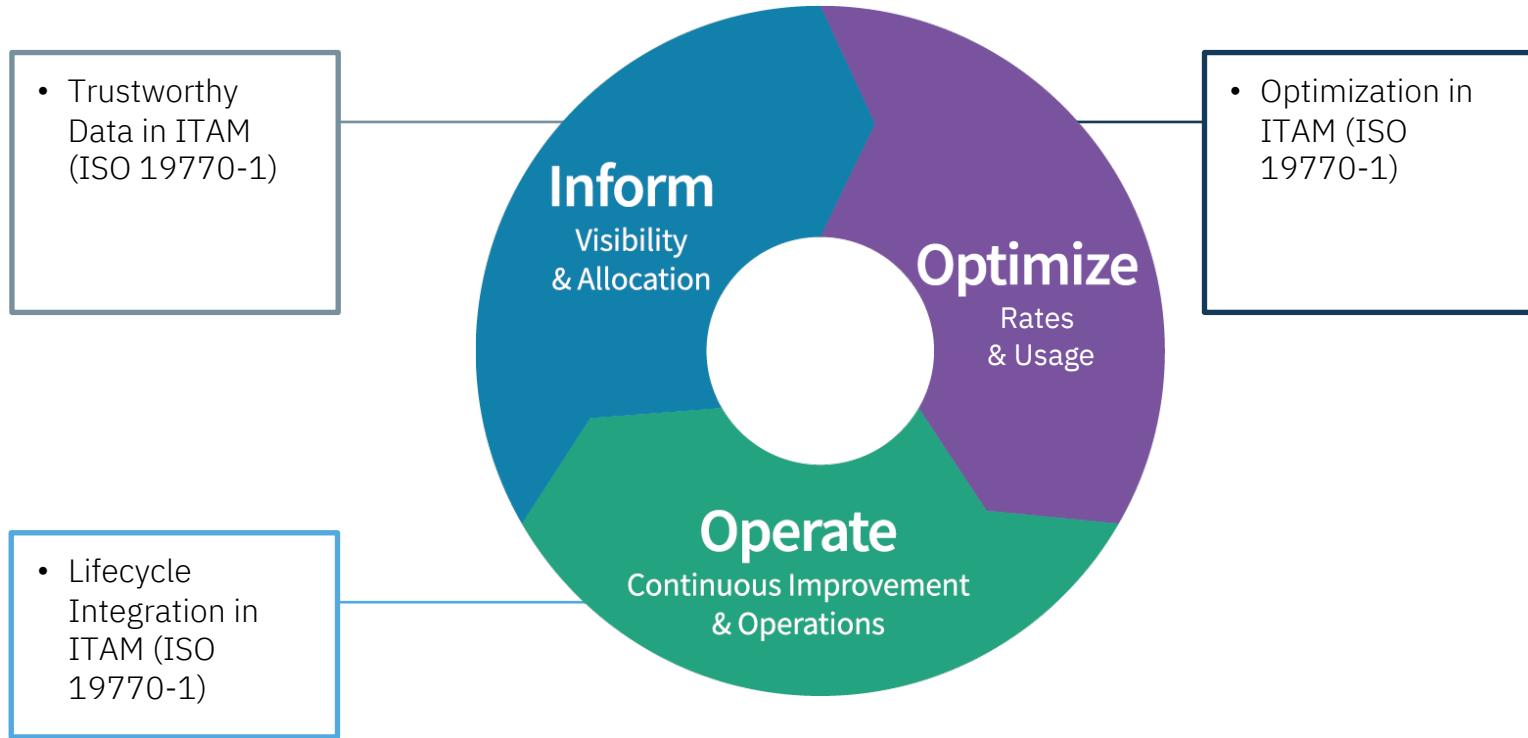 • Trustworthy
Data in ITAM
(ISO 19770-1)
Inform
Visibility
& Allocation
Optimize
Rates
& Usage
• Optimization in
ITAM (ISO
19770-1)
Operate
Continuous Improvement
& Operations
• Lifecycle
Integration in
ITAM (ISO
19770-1)